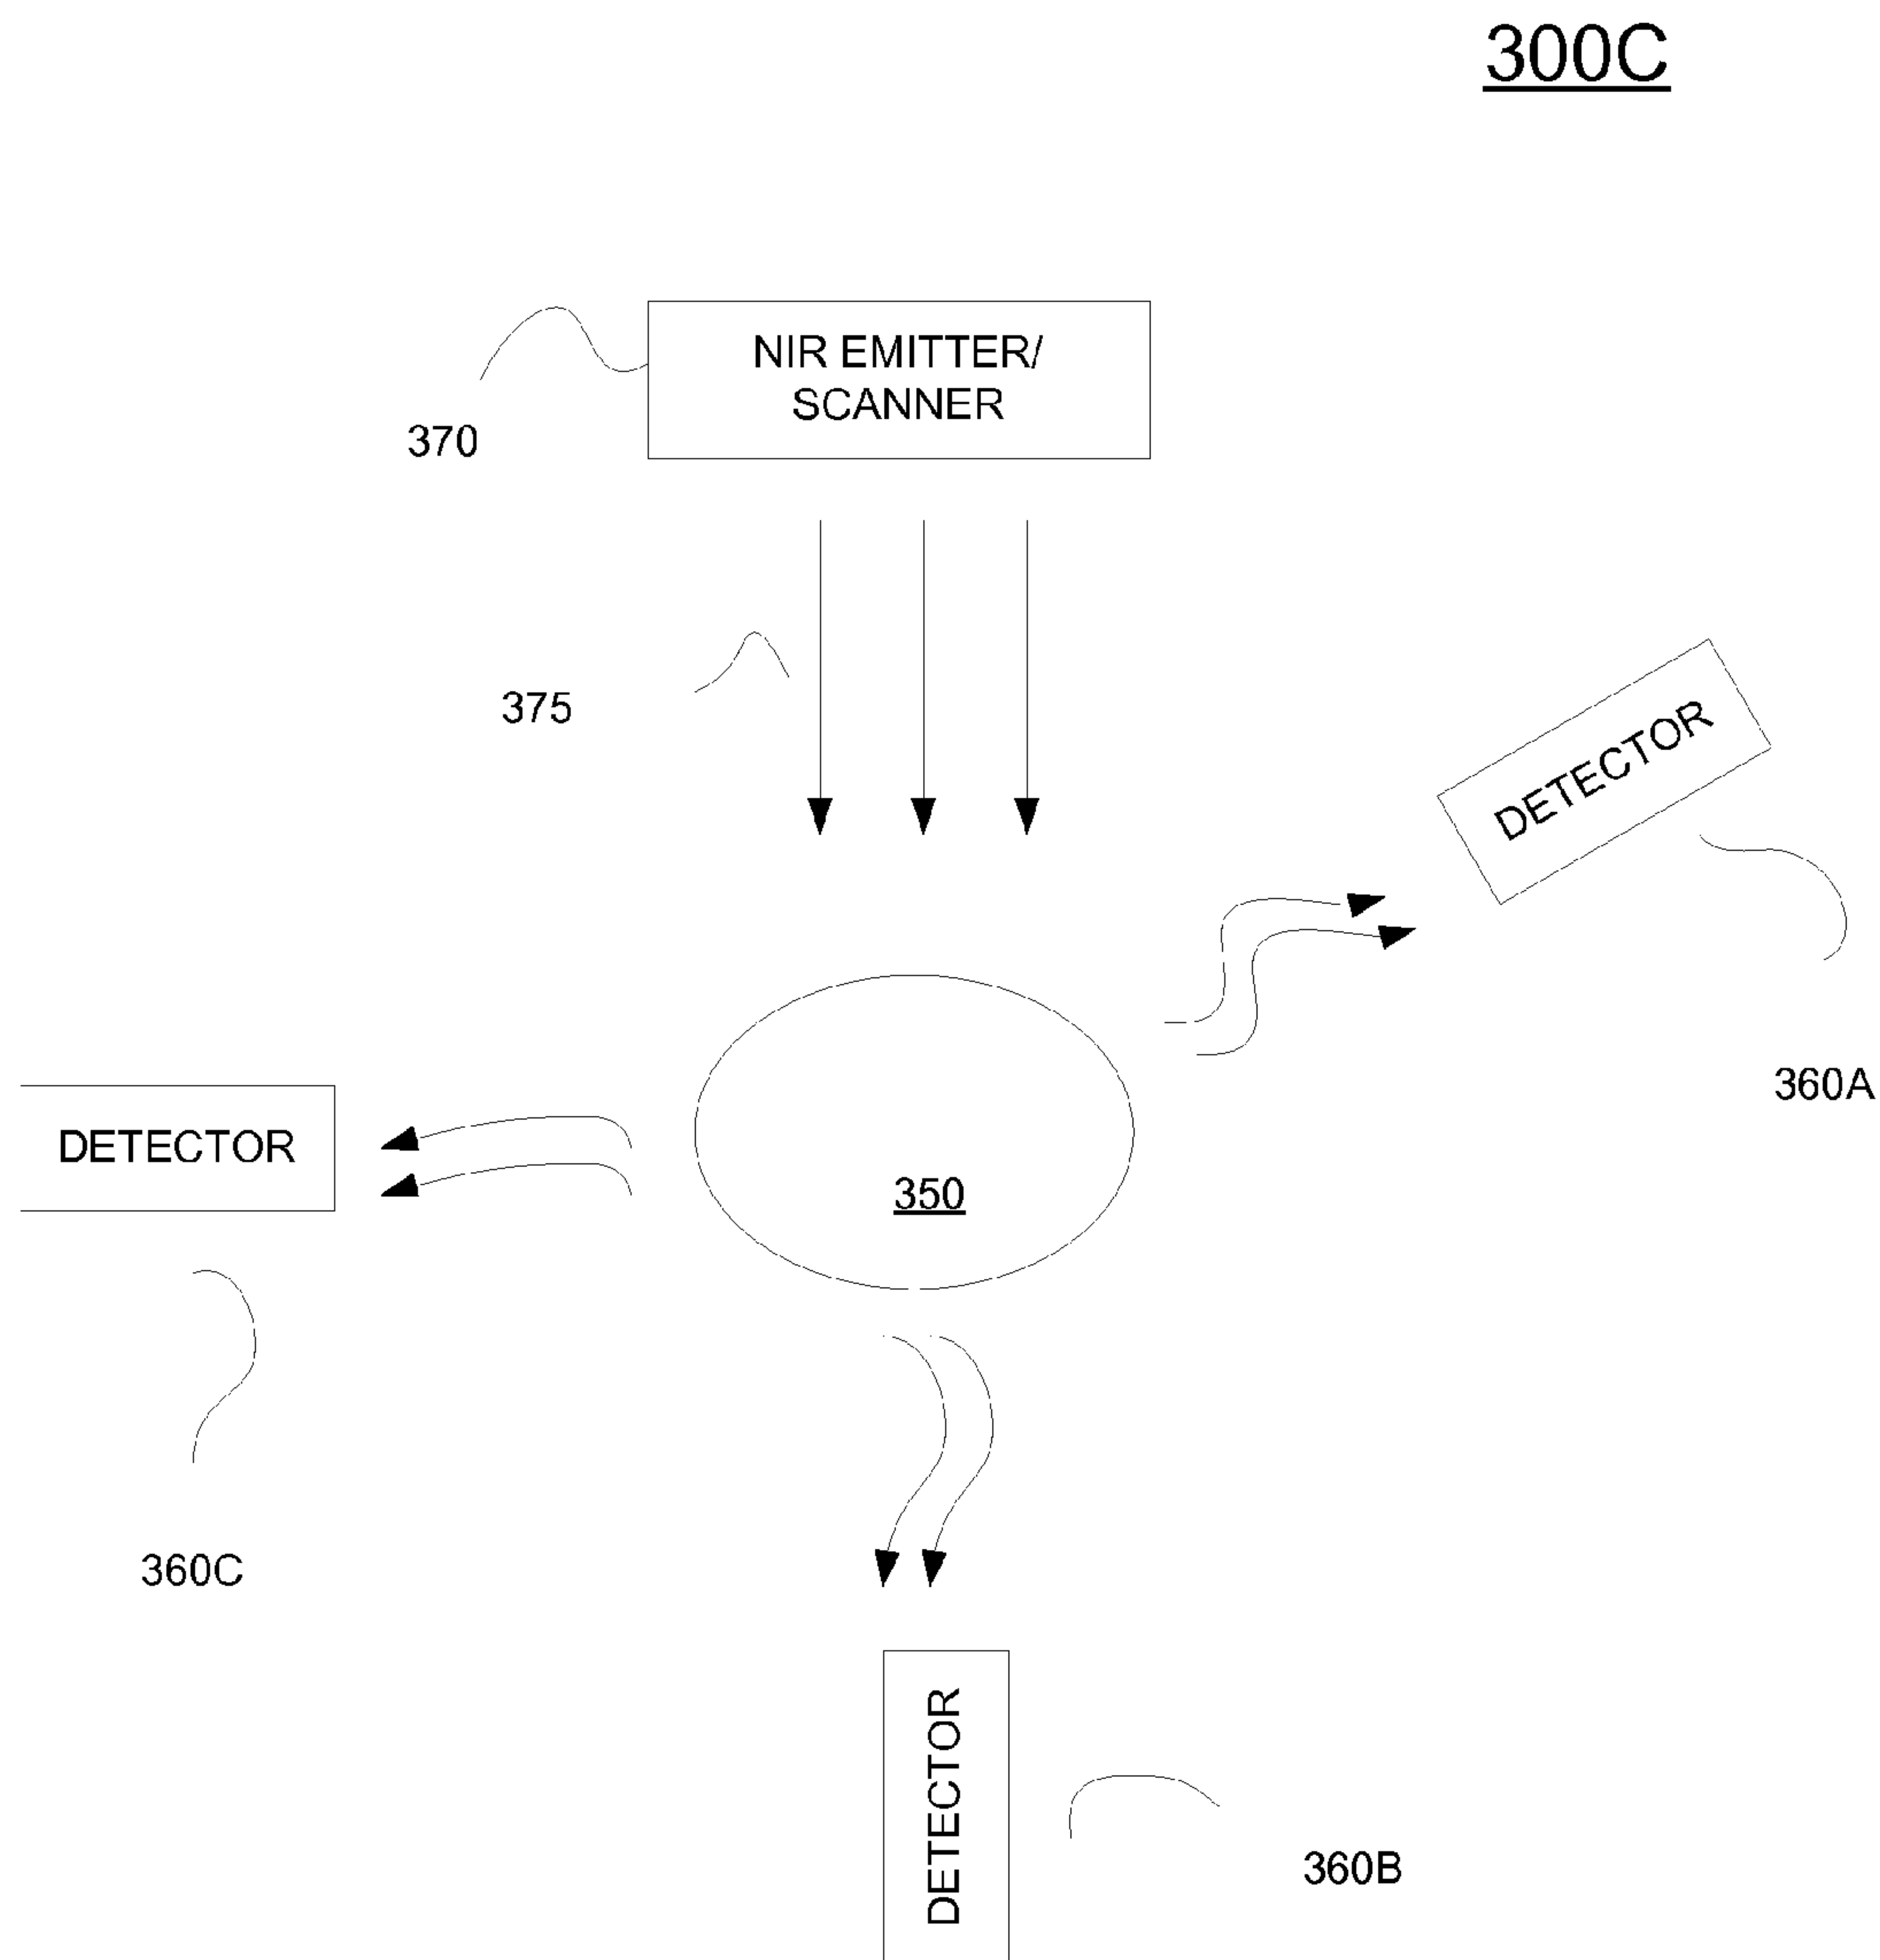 300C
NIR EMITTER/
SCANNER
370
375
DETECTOR
360A
DETECTOR
350
360C
DETECTOR
360B